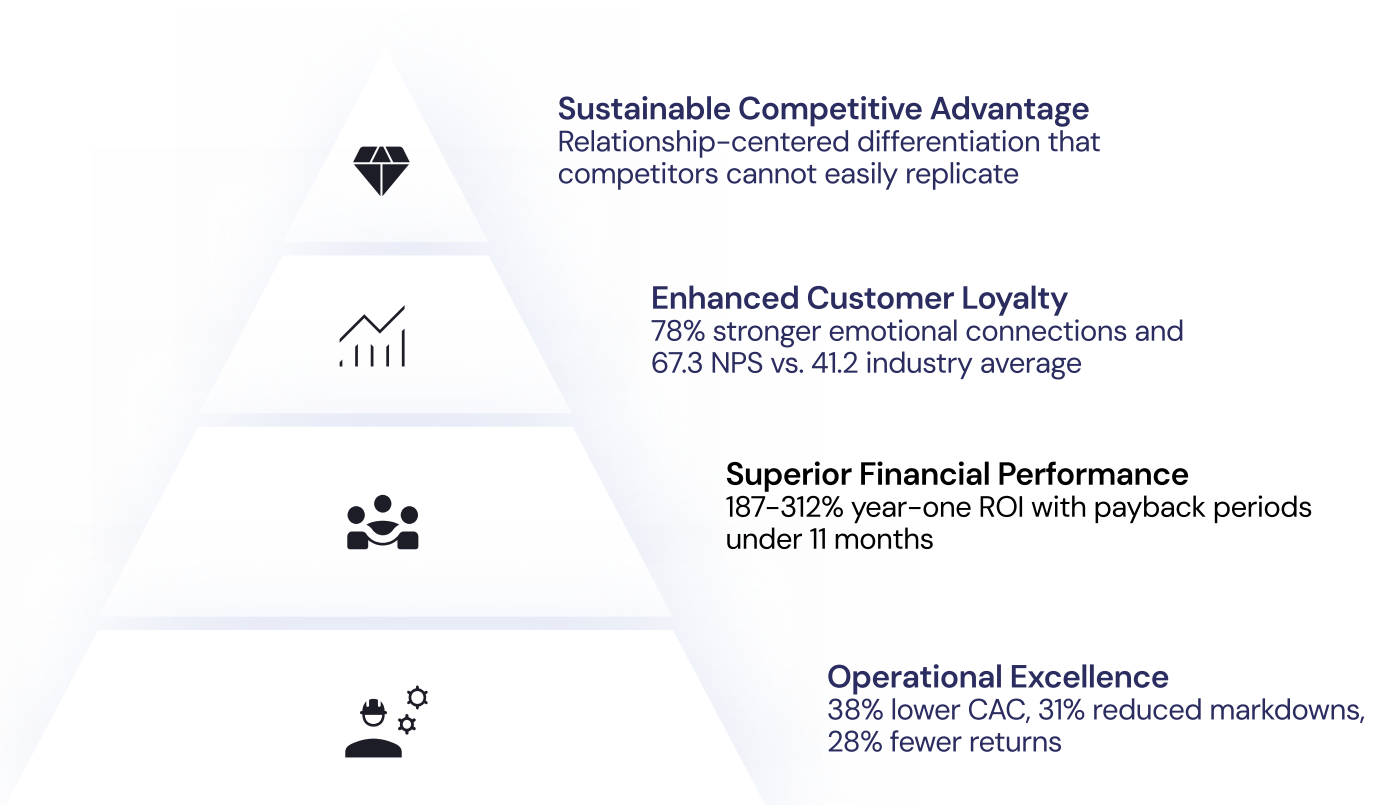 Sustainable Competitive Advantage
Relationship-centered differentiation that
competitors cannot easily replicate
Enhanced Customer Loyalty
78% stronger emotional connections and
67.3 NPS vs. 41.2 industry average
Superior Financial Performance
187-312% year-one ROI with payback periods
under 11 months
Operational Excellence
38% lower CAC, 31% reduced markdowns,
28% fewer returns